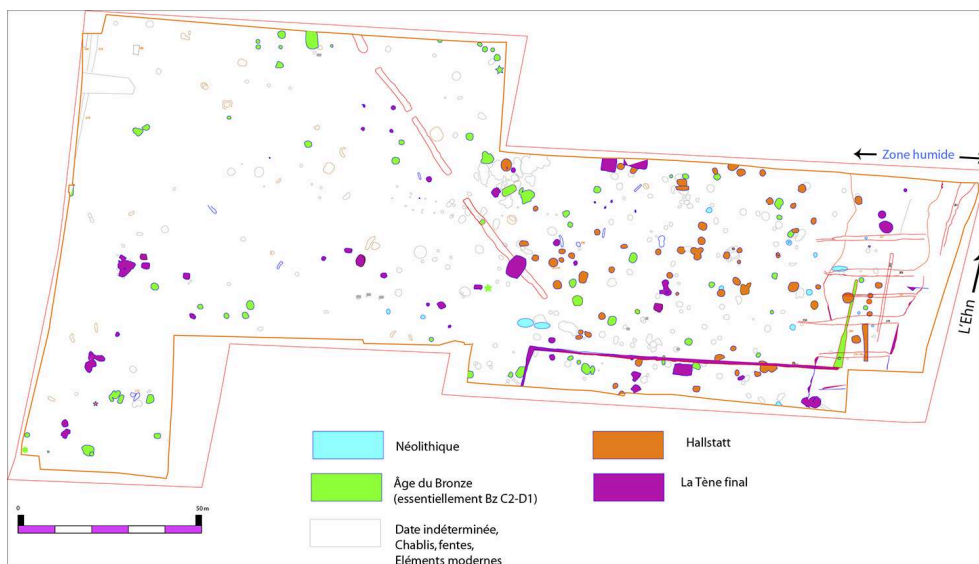 Zone humide
L'Ehn
Néolithique
Hallstatt
Âge du Bronze
(essentiellement Bz C2-D1)
La Tène final
Date indéterminée,
Chablis, fentes,
Eléments modernes
0
50 m